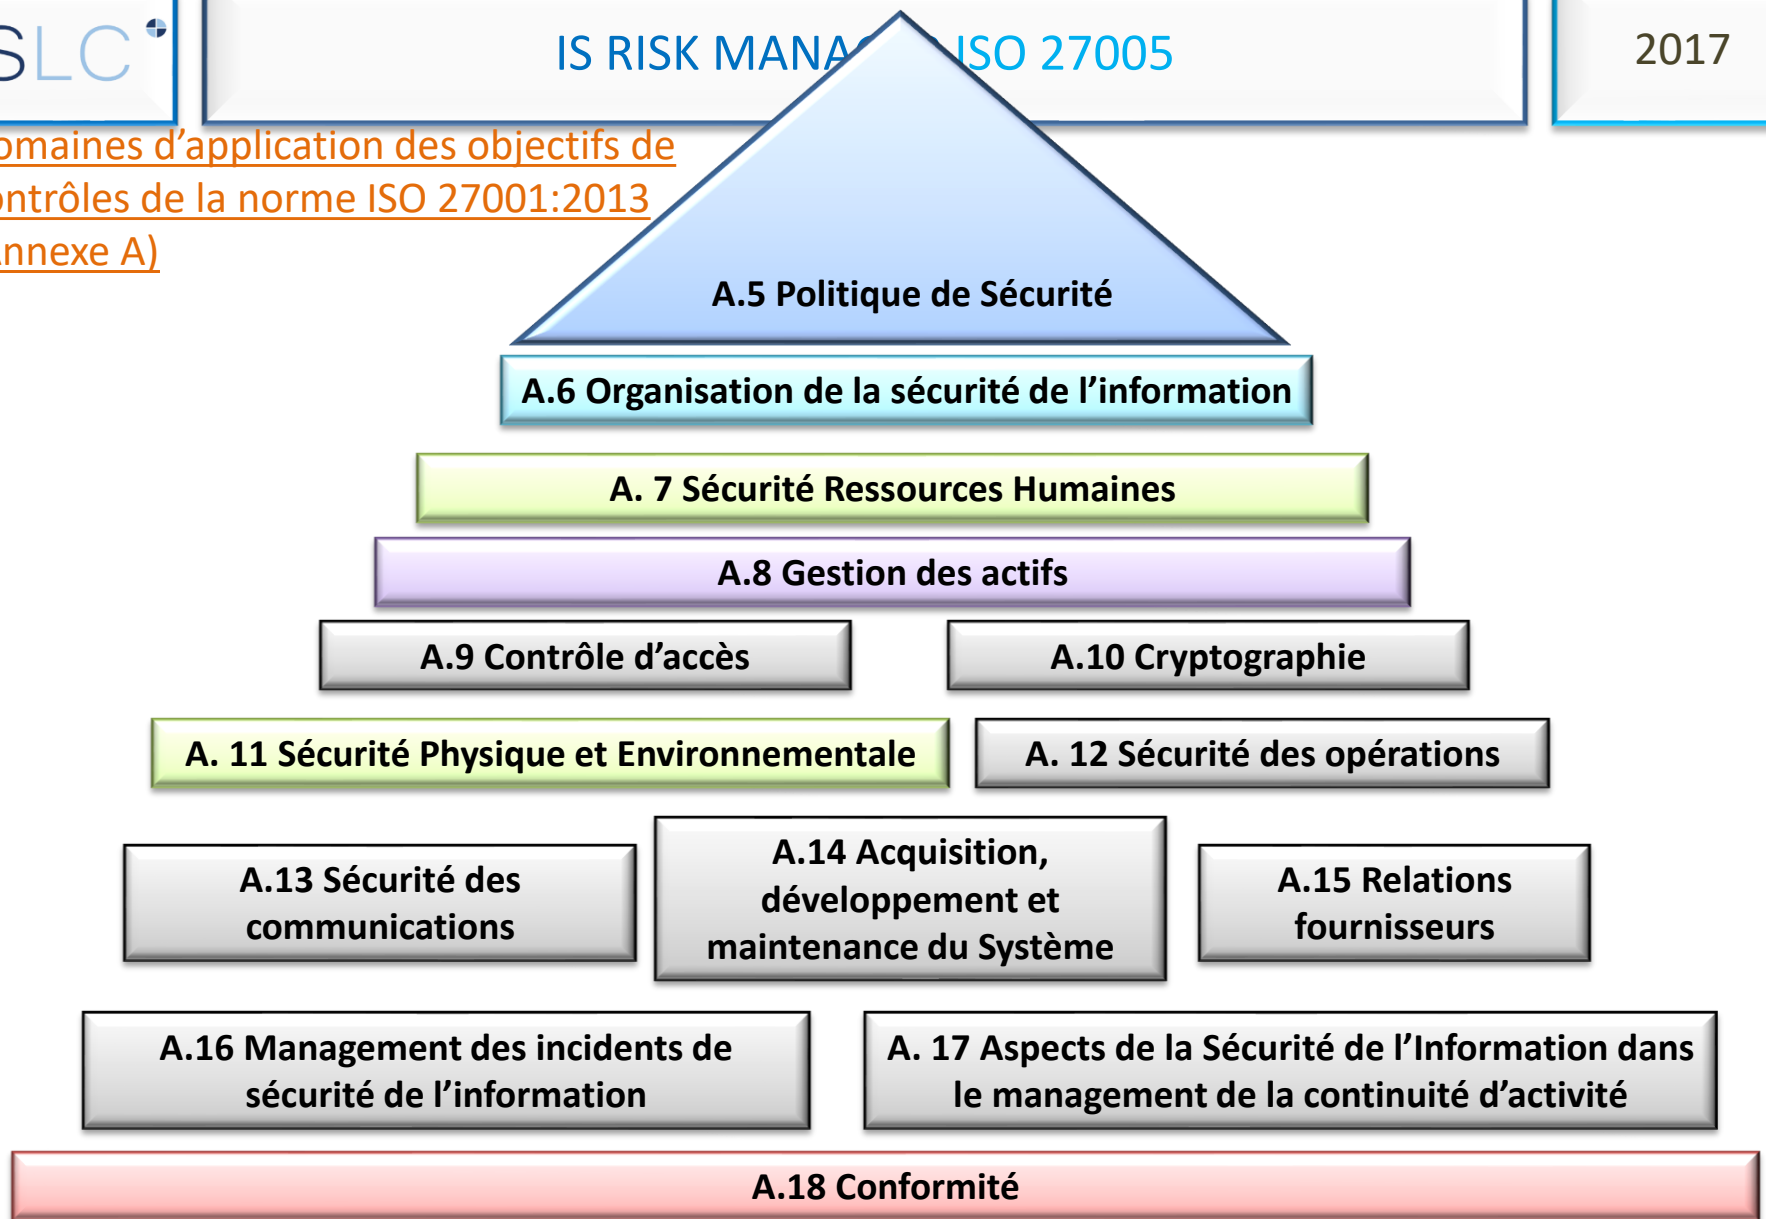 SLC
IS RISK MANA ISO 27005
2017
omaines d’application des objectifs de
ontrôles de la norme ISO 27001:2013
Annexe A)
A.5 Politique de Sécurité
A.6 Organisation de la sécurité de l’information
A. 7 Sécurité Ressources Humaines
A.8 Gestion des actifs
A.9 Contrôle d’accès
A.10 Cryptographie
A. 11 Sécurité Physique et Environnementale
A. 12 Sécurité des opérations
A.13 Sécurité des
communications
A.14 Acquisition,
développement et
maintenance du Système
A.15 Relations
fournisseurs
A.16 Management des incidents de
sécurité de l’information
A. 17 Aspects de la Sécurité de l’Information dans
le management de la continuité d’activité
A.18 Conformité